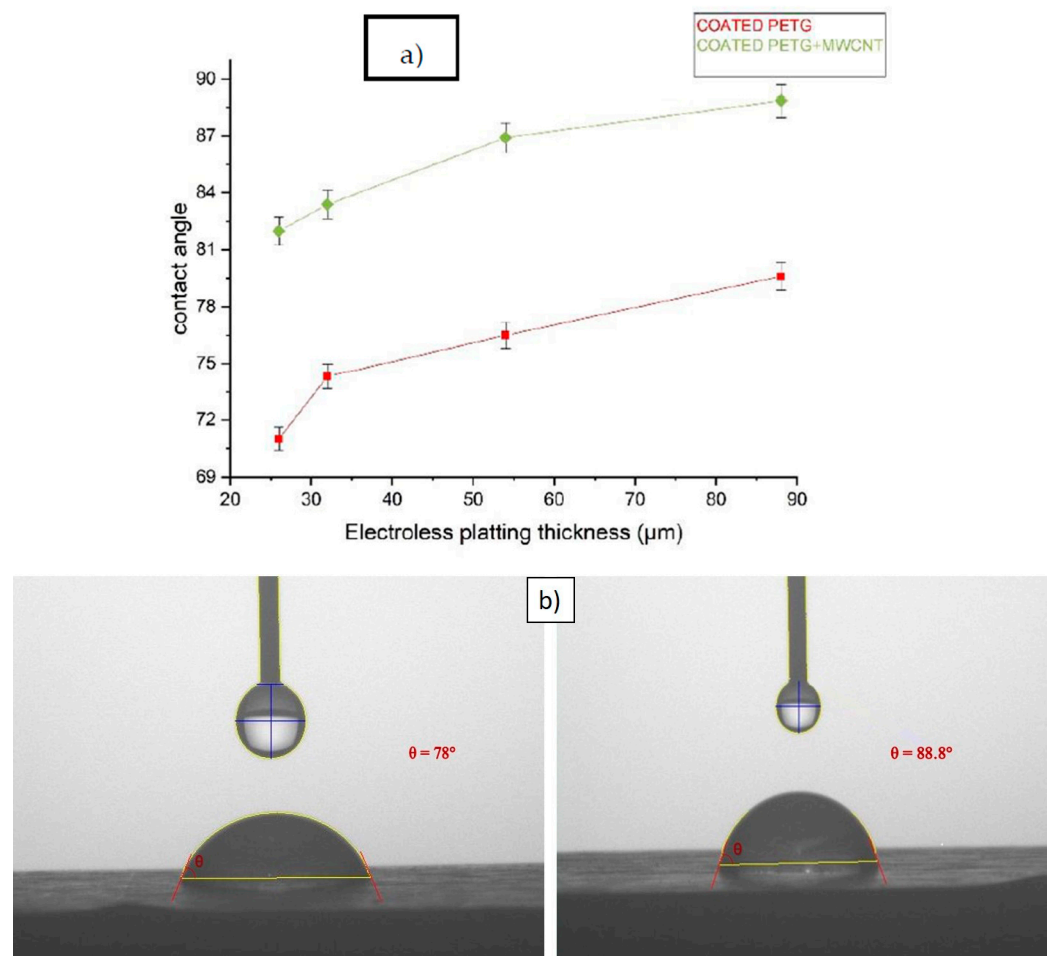 a)
COATED PETG
COATED PETG+MWCNT
90
87
84
81
78
75
72
69
contact angle
20 30 40 50 60 70 80 90
Electroless platting thickness (μm)
b)
θ = 78°
θ
θ = 88.8°
θ